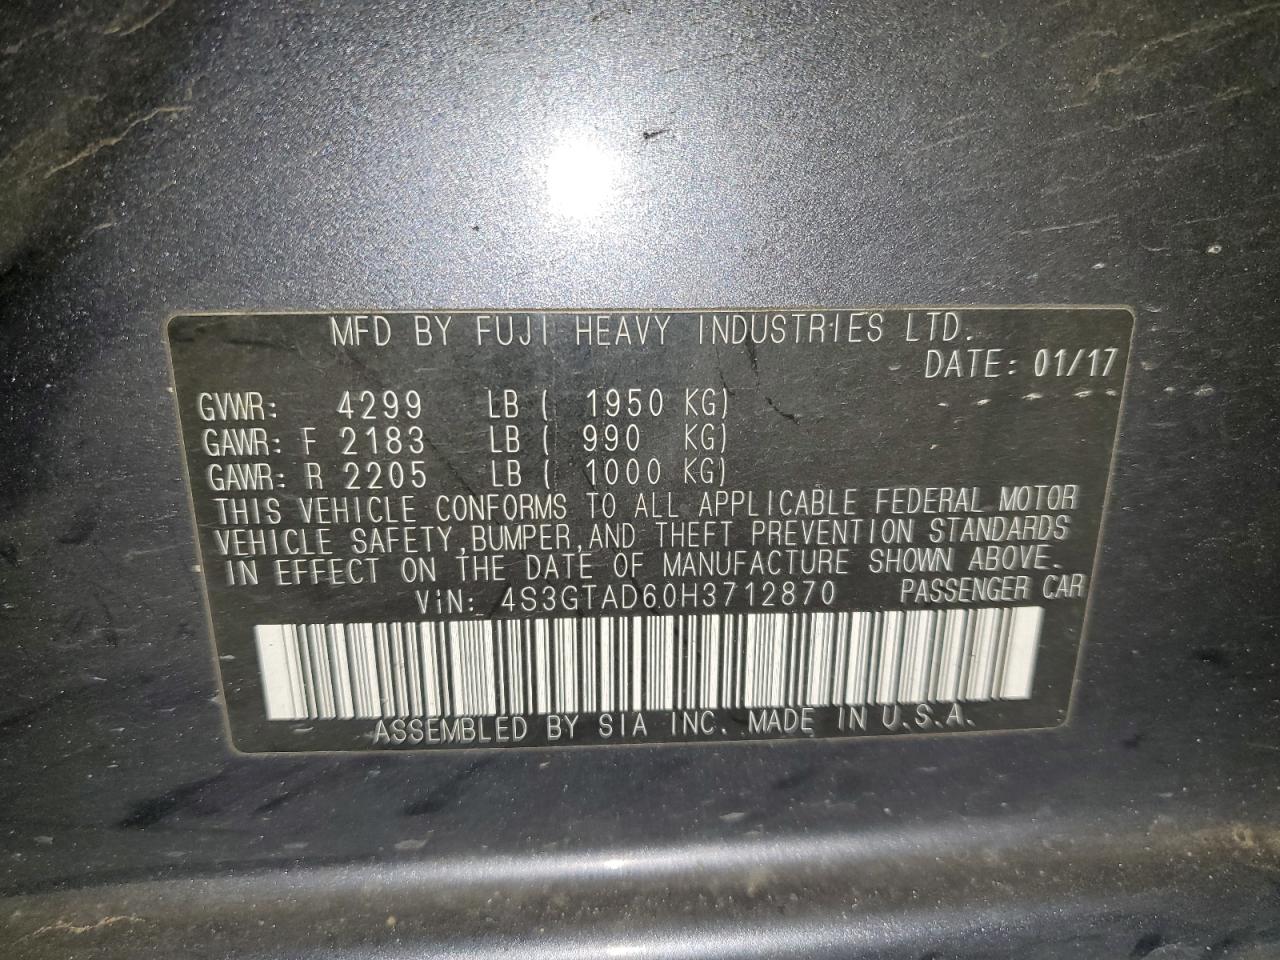 MFD BY FUJI HEAVY INDUSTRIES LTD.
DATE: 01/17
GVWR: 4299 LB ( 1950 KG)
GAWR: F 2183 LB ( 990 KG)
GAWR: R 2205 LB ( 1000 KG)
THIS VEHICLE CONFORMS TO ALL APPLICABLE FEDERAL MOTOR
VEHICLE SAFETY,BUMPER,AND THEFT PREVENTION STANDARDS
IN EFFECT ON THE DATE OF MANUFACTURE SHOWN ABOVE.
ViN: 4S3GTAD60H3712870 PASSENGER CAR
ASSEMBLED BY SIA INC. MADE IN U.S.A.